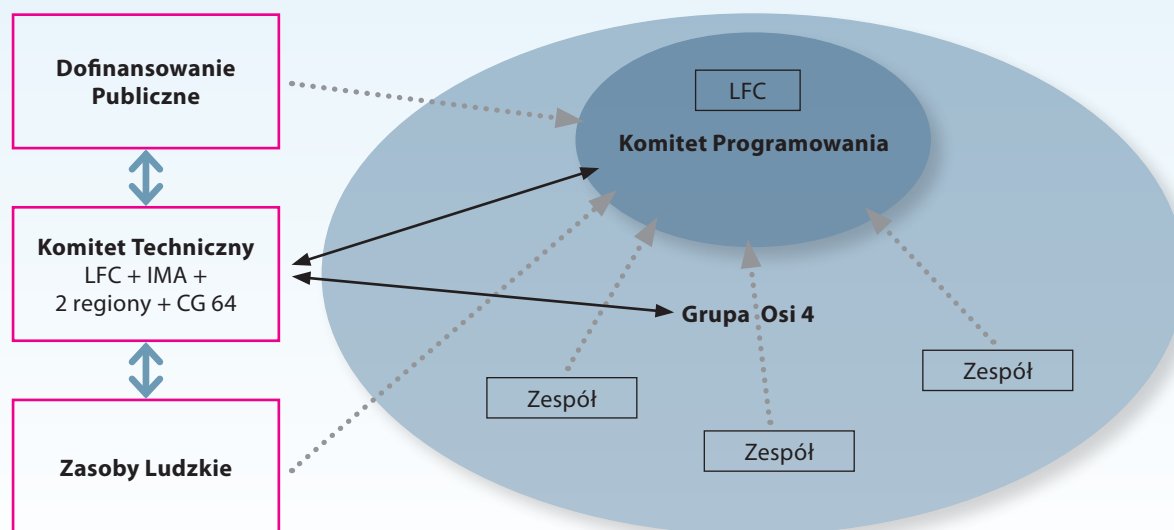 Dofinansowanie
Publiczne
Komitet Techniczny
LFC + IMA +
2 regiony + CG 64
Zasoby Ludzkie
LFC
Komitet Programowania
Grupa Osi 4
Zespół
Zespół
Zespół